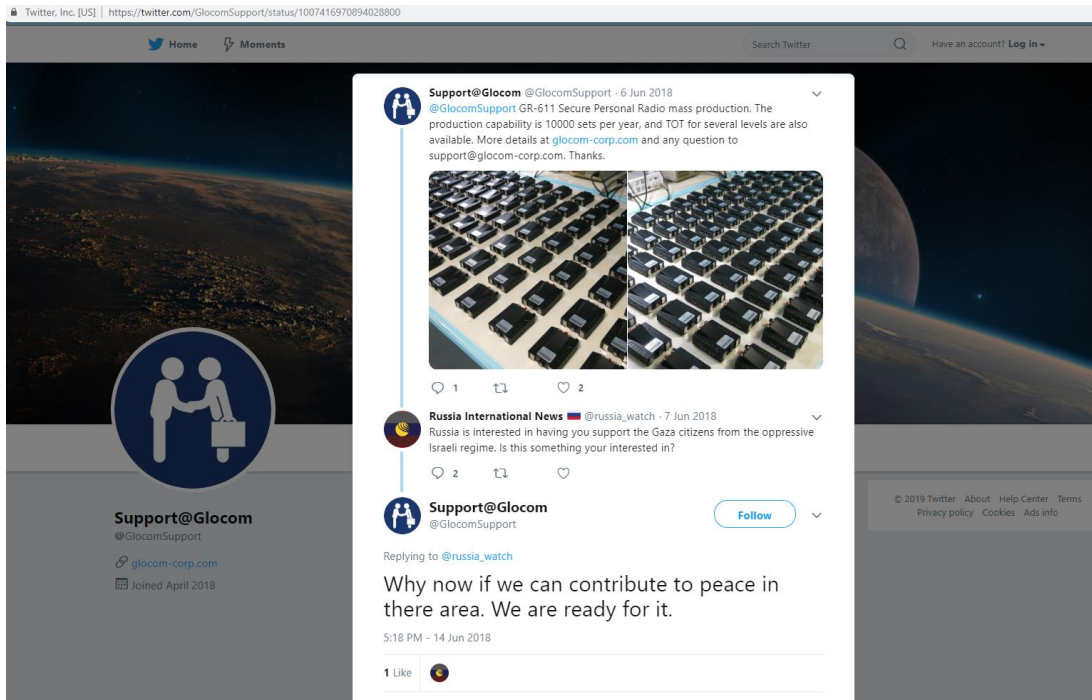 Twitter, Inc. [US] | https://twitter.com/GlocomSupport/status/1007416970894028800
Home Moments Search Twitter Have an account? Log in
Support@Glocom @GlocomSupport · 6 Jun 2018
@GlocomSupport GR-611 Secure Personal Radio mass production. The
production capability is 10000 sets per year, and TOT for several levels are also
available. More details at glocom-corp.com and any question to
support@glocom-corp.com. Thanks.
1 2
Russia International News @russia_watch · 7 Jun 2018
Russia is interested in having you support the Gaza citizens from the oppressive
Israeli regime. Is this something your interested in?
2
Support@Glocom
@GlocomSupport
Follow
Replying to @russia_watch
Why now if we can contribute to peace in
there area. We are ready for it.
5:18 PM - 14 Jun 2018
1 Like
Support@Glocom
@GlocomSupport
glocom-corp.com
Joined April 2018
© 2019 Twitter About Help Center Terms
Privacy policy Cookies Ads info